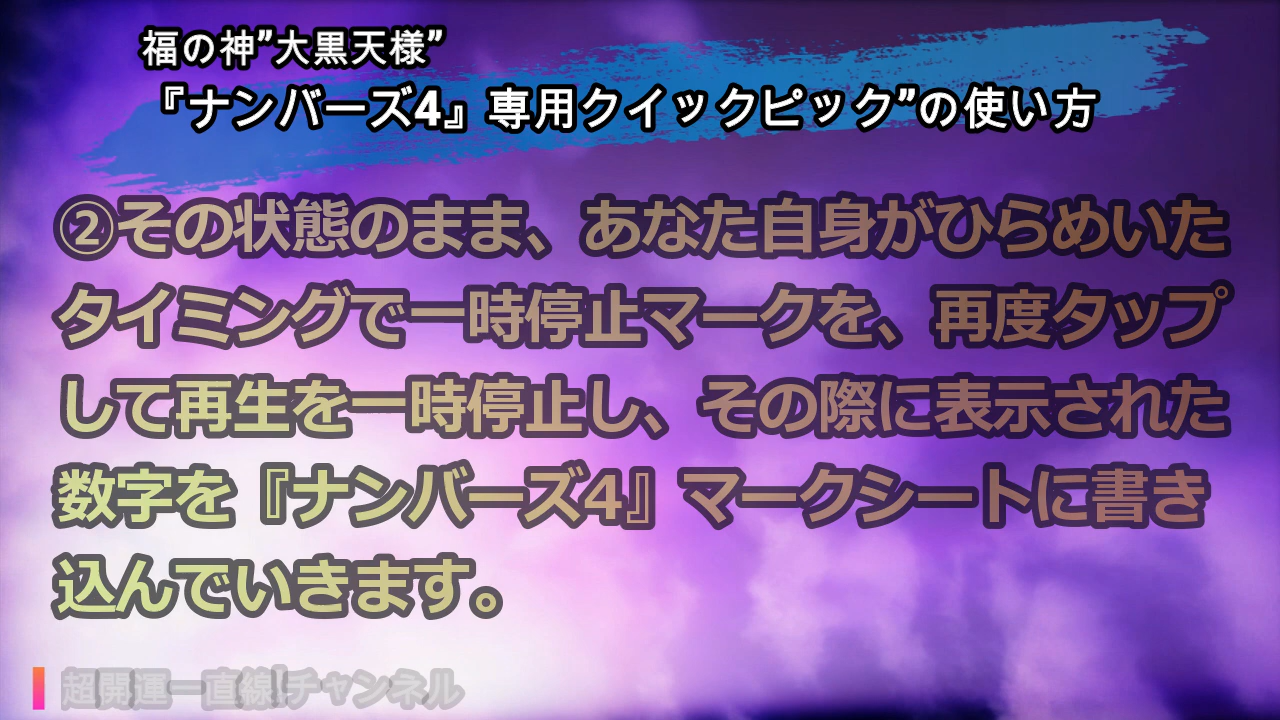 福の神”大黒天様”
『ナンバーズ4』専用クイックピック”の使い方
②その状態のまま、あなた自身がひらめいた
タイミングで一時停止マークを、再度タップ
して再生を一時停止し、その際に表示された
数字を『ナンバーズ4』マークシートに書き
込んでいきます。
超開運一直線!チャンネル